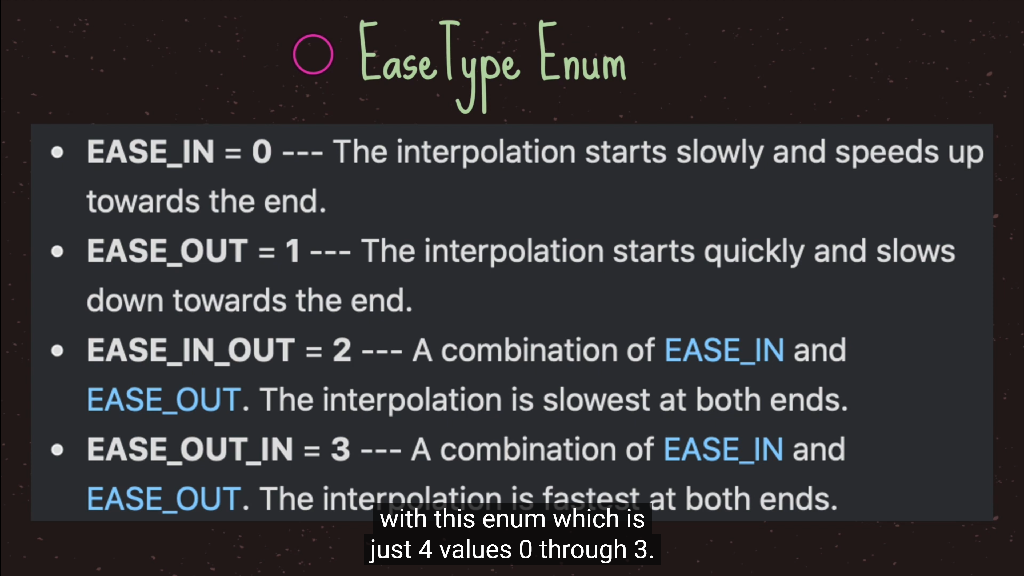 EaseType Enum
• EASE_IN = 0 --- The interpolation starts slowly and speeds up
towards the end.
• EASE_OUT = 1 --- The interpolation starts quickly and slows
down towards the end.
• EASE_IN_OUT = 2 --- A combination of EASE_IN and
EASE_OUT. The interpolation is slowest at both ends.
• EASE_OUT_IN = 3 --- A combination of EASE_IN and
EASE_OUT. The interpolation is fastest at both ends.
with this enum which is
just 4 values 0 through 3.